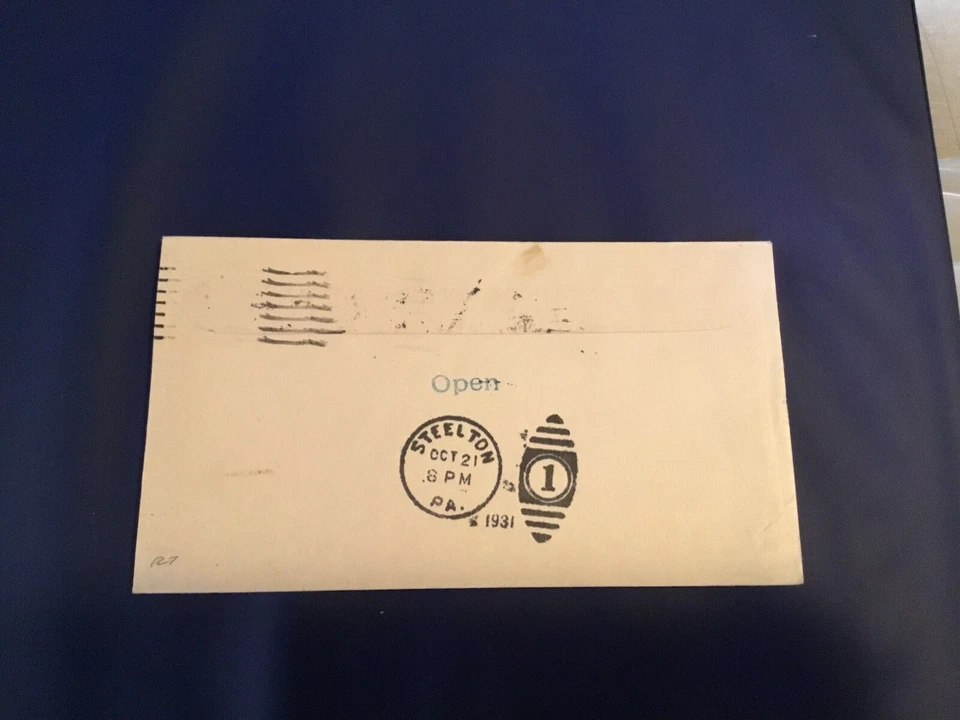 Open
STEELTON
OCT 21
8 PM
PA.
1931
1